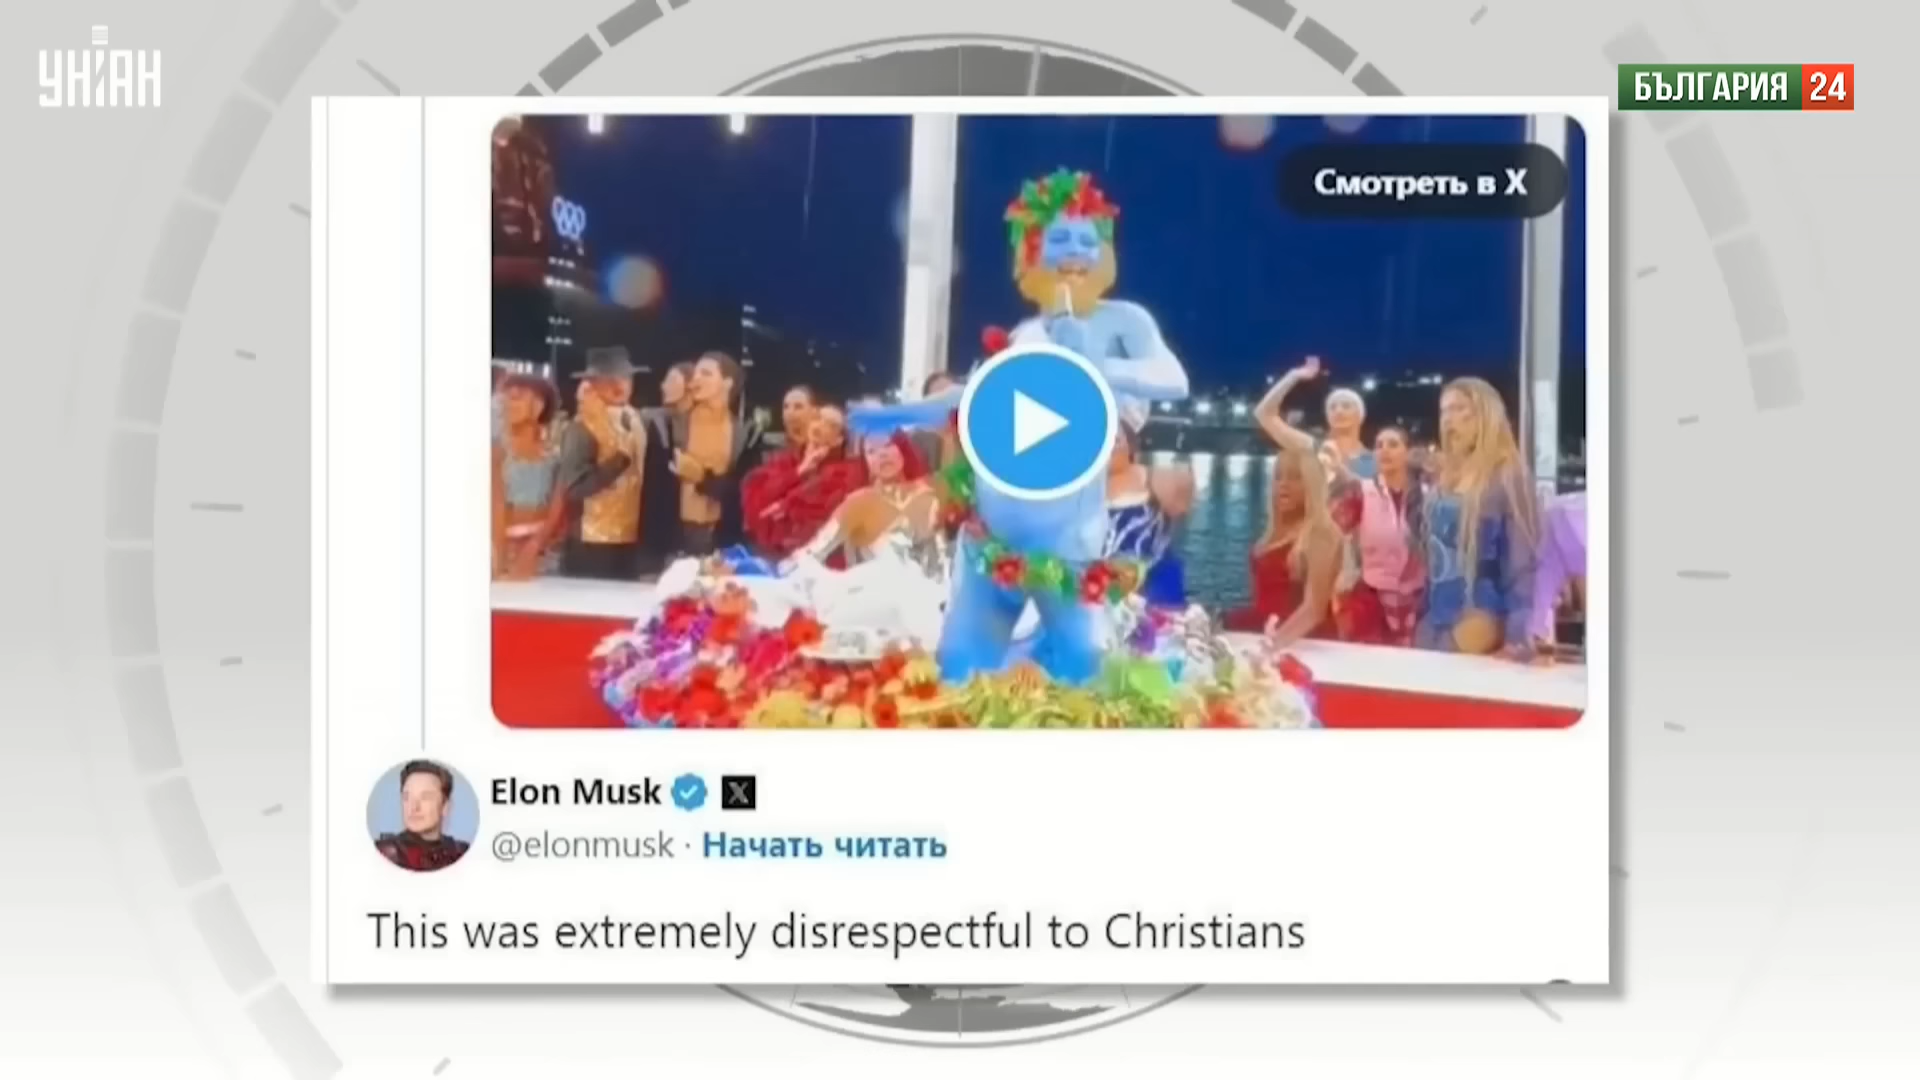 УНІАН
БЪЛГАРИЯ 24
Смотреть в X
Elon Musk
@elonmusk · Начать читать
This was extremely disrespectful to Christians